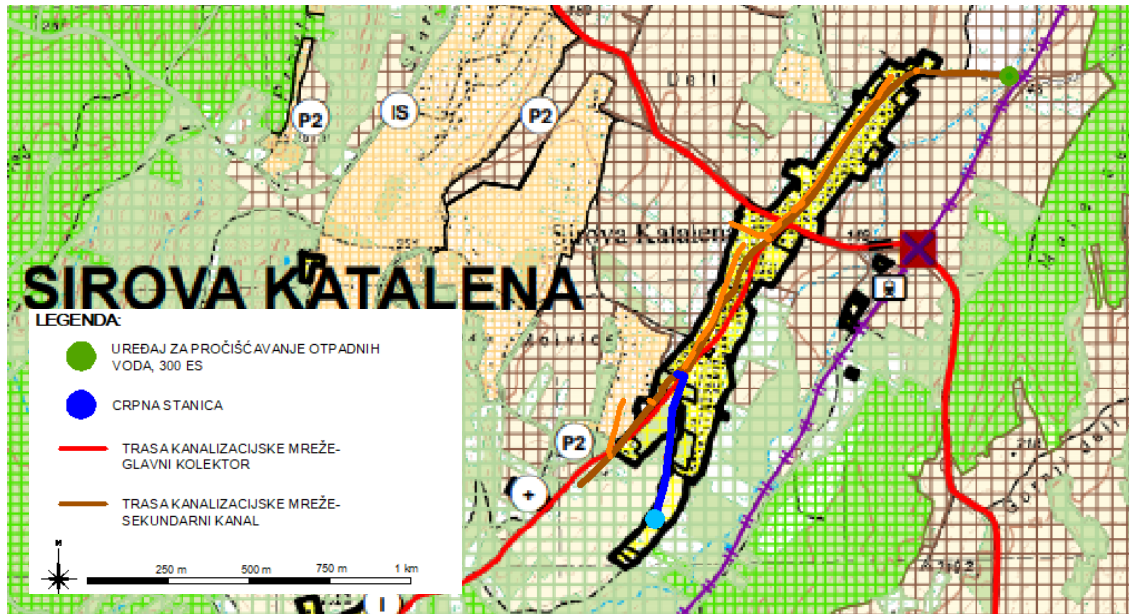 P2
IS
P2
Deli
Sirova Katalena
SIROVA KATALENA
LEGENDA:
UREĐAJ ZA PROČIŠĆAVANJE OTPADNIH
VODA, 300 ES
CRPNA STANICA
TRASA KANALIZACIJSKE MREŽE-
GLAVNI KOLEKTOR
TRASA KANALIZACIJSKE MREŽE-
SEKUNDARNI KANAL
P2
+
N
250 m 500 m 750 m 1 km
I